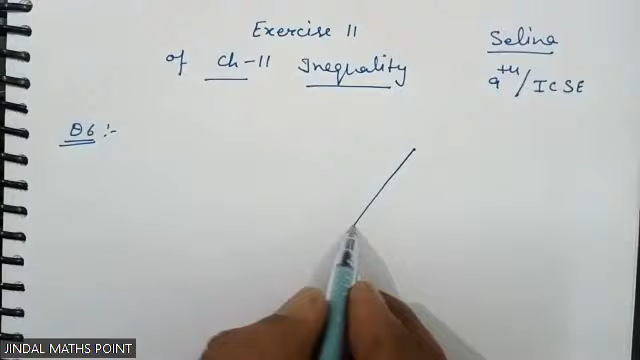 Exercise 11
of Ch-11 Inequality
Selina
9th/ICSE
Q6:-
JINDAL MATHS POINT